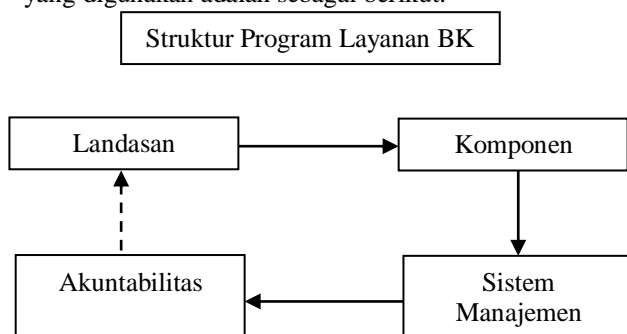 yang digunakan adalah sebagai berikut:
Struktur Program Layanan BK
Landasan
Komponen
Akuntabilitas
Sistem
Manajemen